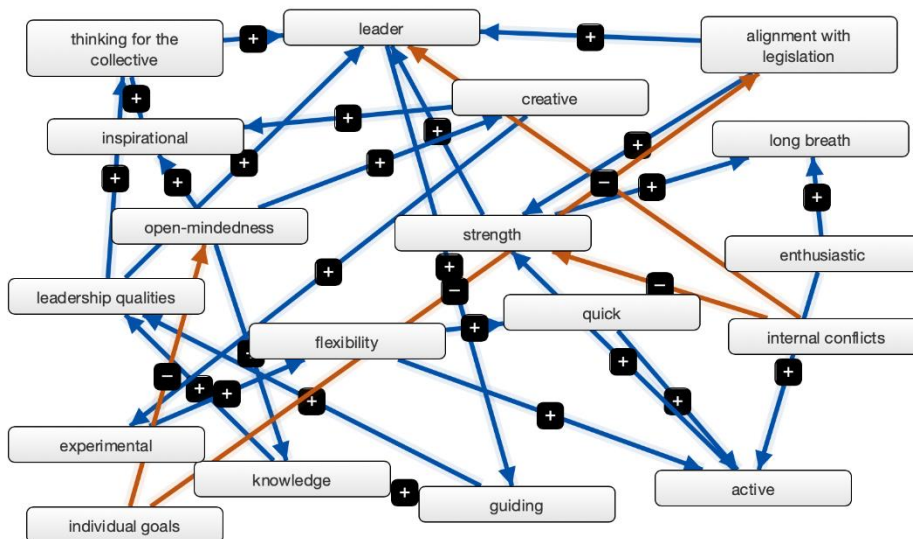 leader
thinking for the
collective
+
+
alignment with
legislation
creative
+
inspirational
+
+
+
long breath
+
+
+
+
−
+
+
open-mindedness
strength
+
enthusiastic
+
−
−
leadership qualities
quick
flexibility
internal conflicts
+
+
−
+
+
+
+
+
+
experimental
knowledge
+
guiding
active
individual goals